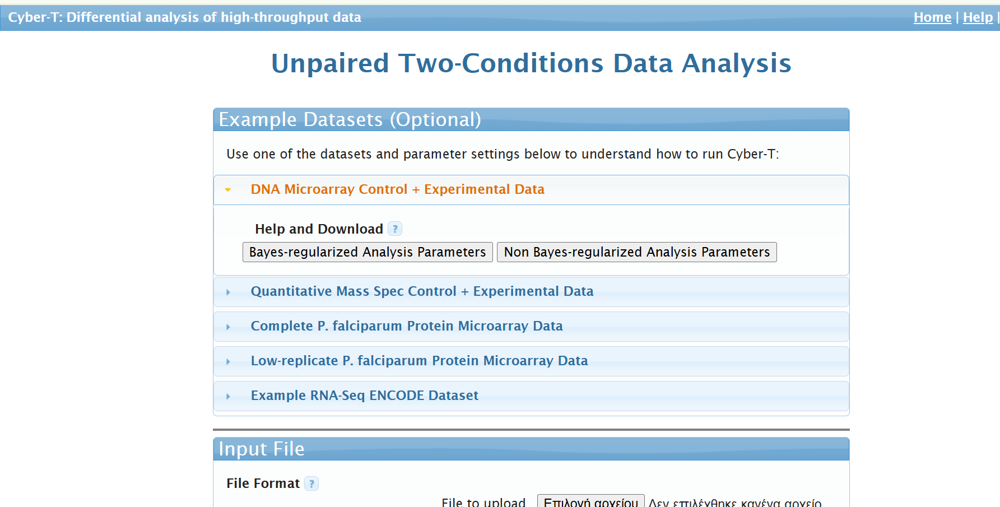 Cyber-T: Differential analysis of high-throughput data
Home | Help |
Unpaired Two-Conditions Data Analysis
Example Datasets (Optional)
Use one of the datasets and parameter settings below to understand how to run Cyber-T:
DNA Microarray Control + Experimental Data
Help and Download ?
Bayes-regularized Analysis Parameters Non Bayes-regularized Analysis Parameters
Quantitative Mass Spec Control + Experimental Data
Complete P. falciparum Protein Microarray Data
Low-replicate P. falciparum Protein Microarray Data
Example RNA-Seq ENCODE Dataset
Input File
File Format ?
File to upload Επιλογή αρχείου Δεν επιλέχθηκε κανένα αρχείο